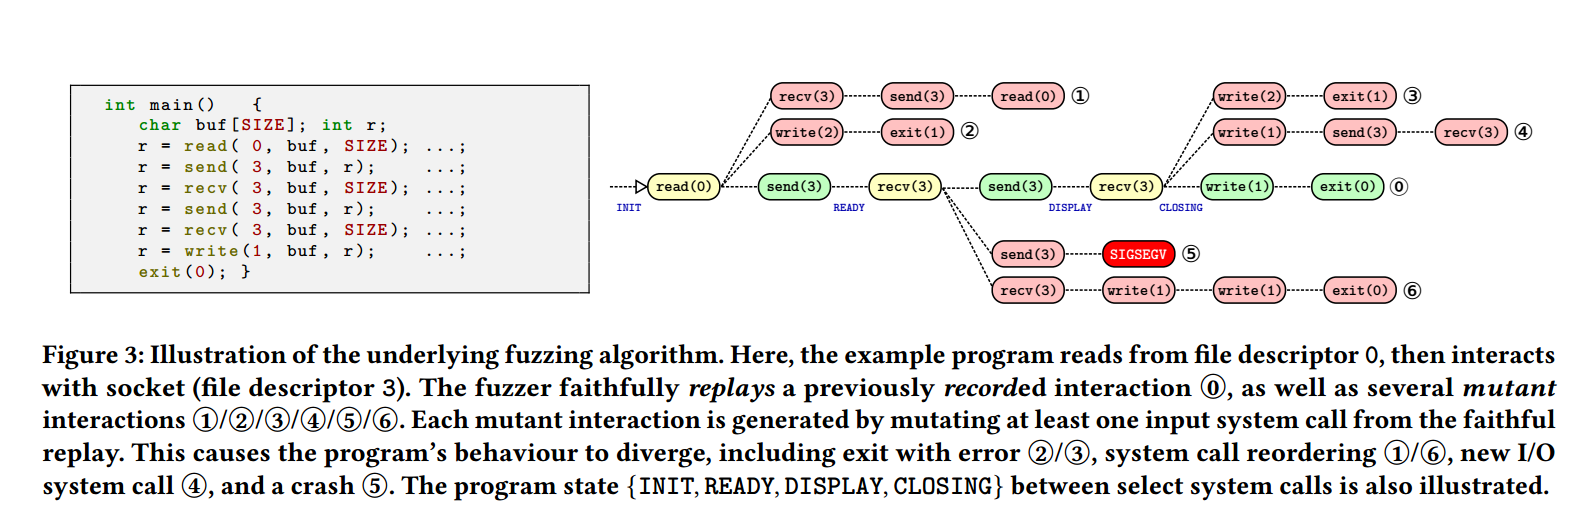 int main() {
char buf[SIZE]; int r;
r = read( 0, buf, SIZE); ...;
r = send( 3, buf, r); ...;
r = recv( 3, buf, SIZE); ...;
r = send( 3, buf, r); ...;
r = recv( 3, buf, SIZE); ...;
r = write(1, buf, r); ...;
exit(0); }
recv(3) send(3) read(0) ①
write(2) exit(1) ②
write(2) exit(1) ③
write(1) send(3) recv(3) ④
read(0) send(3) recv(3) send(3) recv(3) write(1) exit(0) ⓪
INIT READY DISPLAY CLOSING
send(3) SIGSEGV ⑤
recv(3) write(1) write(1) exit(0) ⑥
Figure 3: Illustration of the underlying fuzzing algorithm. Here, the example program reads from file descriptor 0, then interacts
with socket (file descriptor 3). The fuzzer faithfully replays a previously recorded interaction ⓪, as well as several mutant
interactions ①/②/③/④/⑤/⑥. Each mutant interaction is generated by mutating at least one input system call from the faithful
replay. This causes the program's behaviour to diverge, including exit with error ②/③, system call reordering ①/⑥, new I/O
system call ④, and a crash ⑤. The program state {INIT, READY, DISPLAY, CLOSING} between select system calls is also illustrated.